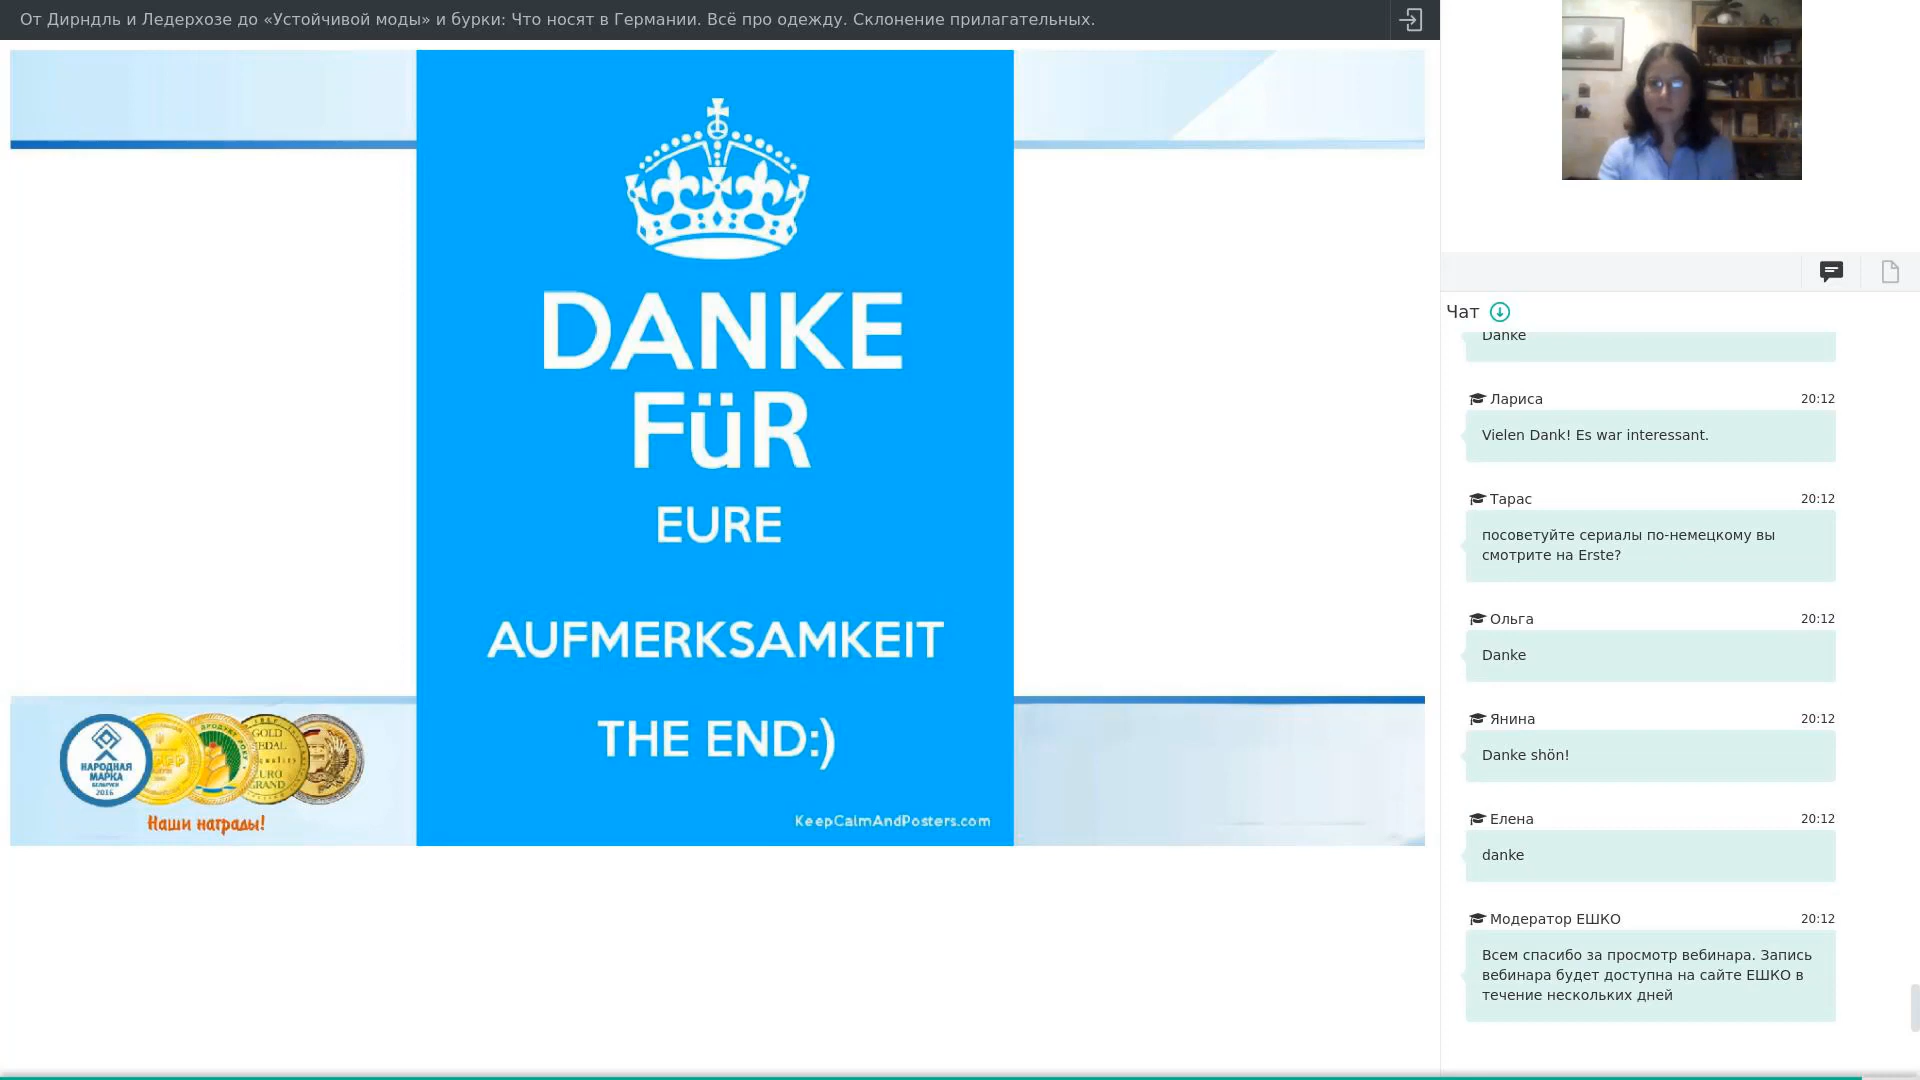 От Дирндль и Ледерхозе до «Устойчивой моды» и бурки: Что носят в Германии. Всё про одежду. Склонение прилагательных.
DANKE
FüR
EURE
AUFMERKSAMKEIT
THE END:)
KeepCalmAndPosters.com
НАРОДНАЯ
МАРКА
БЕЛАРУСИ
2016
GOLD
MEDAL
EURO
GRAND
Наши награды!
Чат
Danke
Лариса 20:12
Vielen Dank! Es war interessant.
Тарас 20:12
посоветуйте сериалы по-немецкому вы
смотрите на Erste?
Ольга 20:12
Danke
Янина 20:12
Danke shön!
Елена 20:12
danke
Модератор ЕШКО 20:12
Всем спасибо за просмотр вебинара. Запись
вебинара будет доступна на сайте ЕШКО в
течение нескольких дней